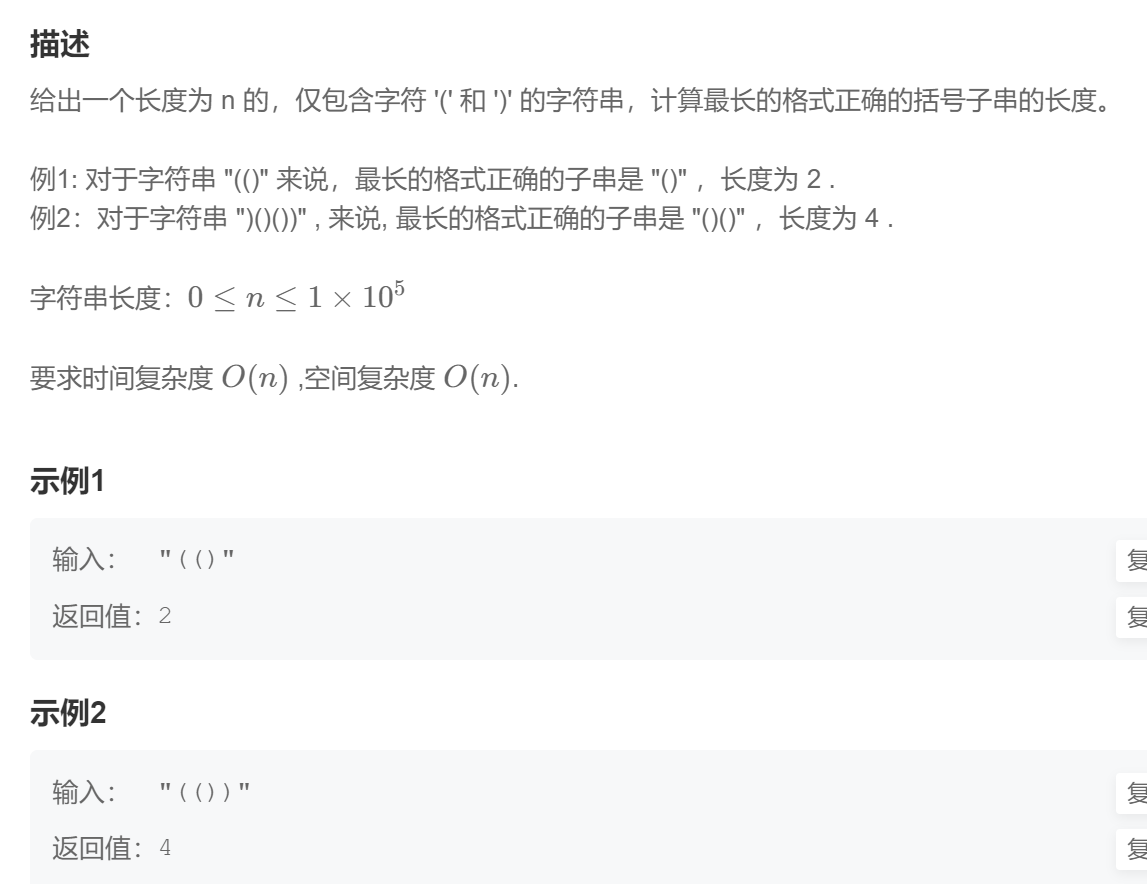 描述
给出一个长度为 n 的，仅包含字符 '(' 和 ')' 的字符串，计算最长的格式正确的括号子串的长度。
例1: 对于字符串 "(()" 来说，最长的格式正确的子串是 "()" ，长度为 2 .
例2：对于字符串 ")()())" , 来说, 最长的格式正确的子串是 "()()" ，长度为 4 .
字符串长度：0 ≤ n ≤ 1 × 10⁵
要求时间复杂度 O(n) ,空间复杂度 O(n).
示例1
输入： "(()"
复
返回值：2
复
示例2
输入： "(())"
复
返回值：4
复